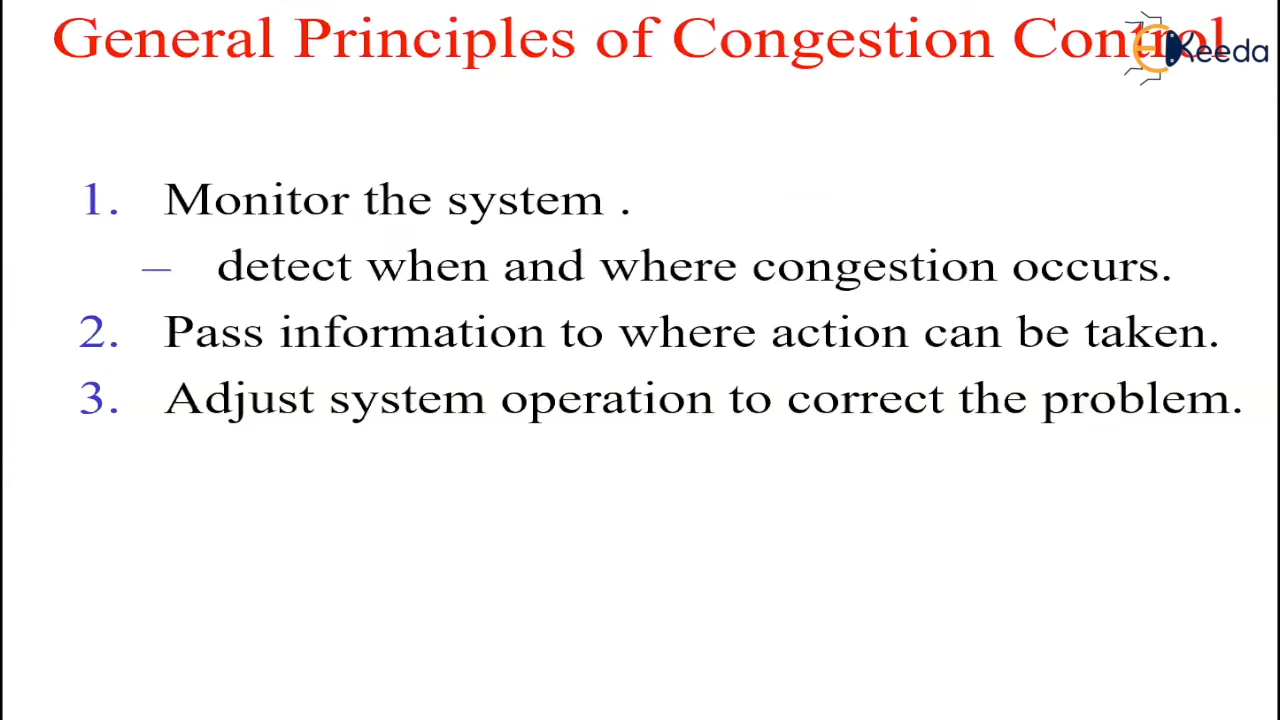 General Principles of Congestion Control
EKeeda
1. Monitor the system .
– detect when and where congestion occurs.
2. Pass information to where action can be taken.
3. Adjust system operation to correct the problem.